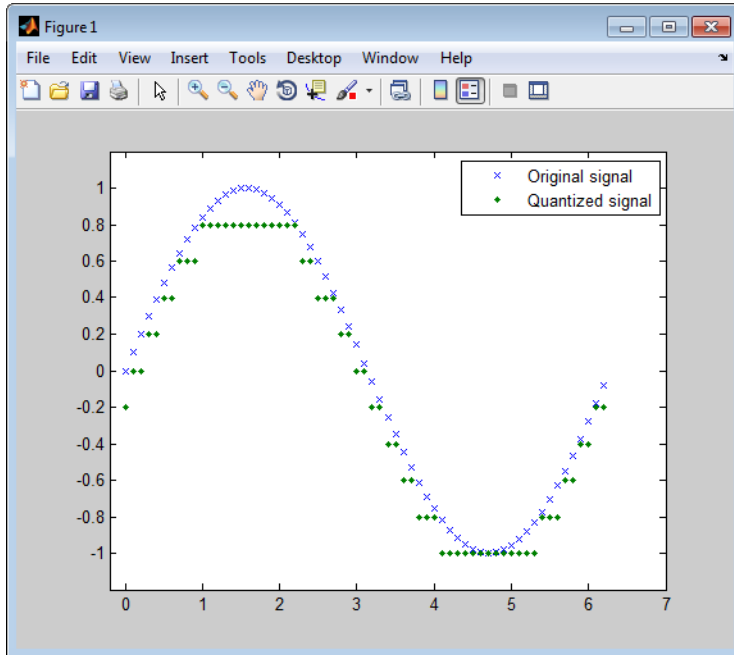 Figure 1
File Edit View Insert Tools Desktop Window Help
Original signal
Quantized signal
1
0.8
0.6
0.4
0.2
0
-0.2
-0.4
-0.6
-0.8
-1
0 1 2 3 4 5 6 7